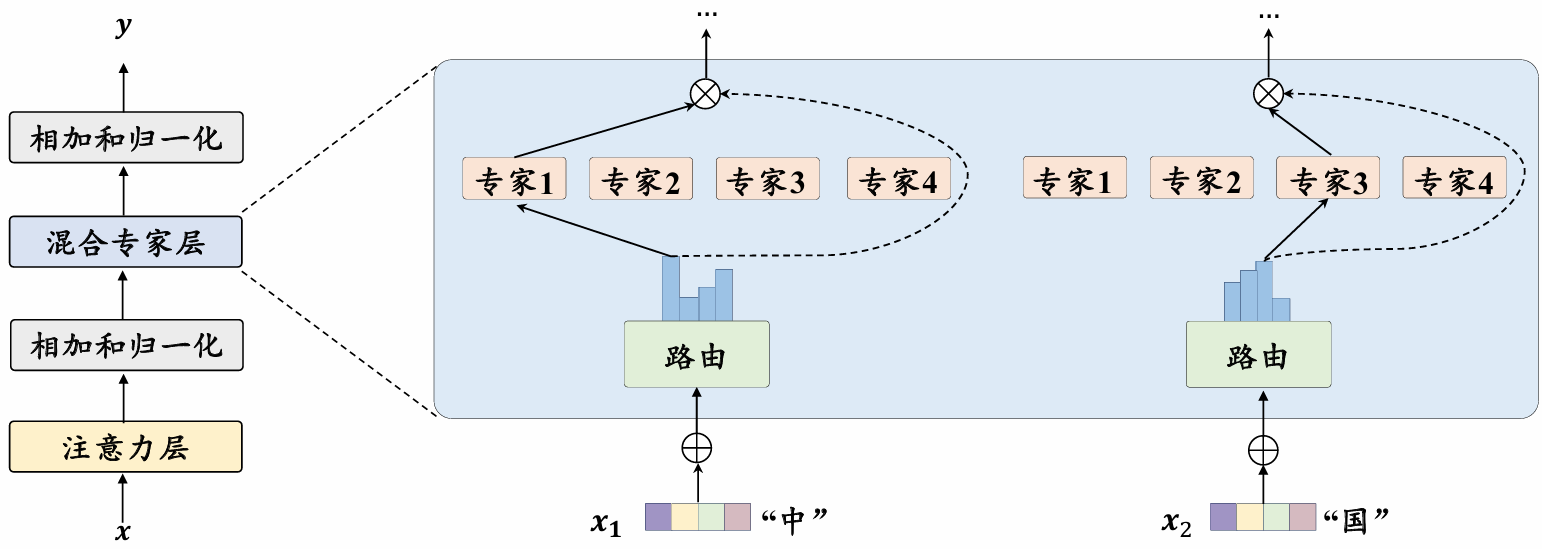 y
相加和归一化
混合专家层
相加和归一化
注意力层
x
...
专家1 专家2 专家3 专家4
路由
x₁ “中”
...
专家1 专家2 专家3 专家4
路由
x₂ “国”